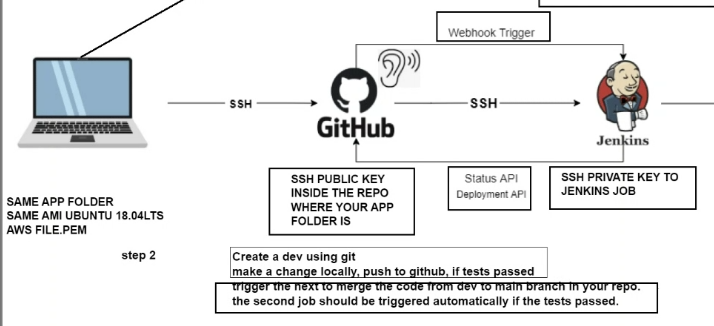 Webhook Trigger
SSH
SSH
GitHub
Jenkins
SSH PUBLIC KEY
INSIDE THE REPO
WHERE YOUR APP
FOLDER IS
Status API
Deployment API
SSH PRIVATE KEY TO
JENKINS JOB
SAME APP FOLDER
SAME AMI UBUNTU 18.04LTS
AWS FILE.PEM
step 2
Create a dev using git
make a change locally, push to github, if tests passed
trigger the next to merge the code from dev to main branch in your repo.
the second job should be triggered automatically if the tests passed.